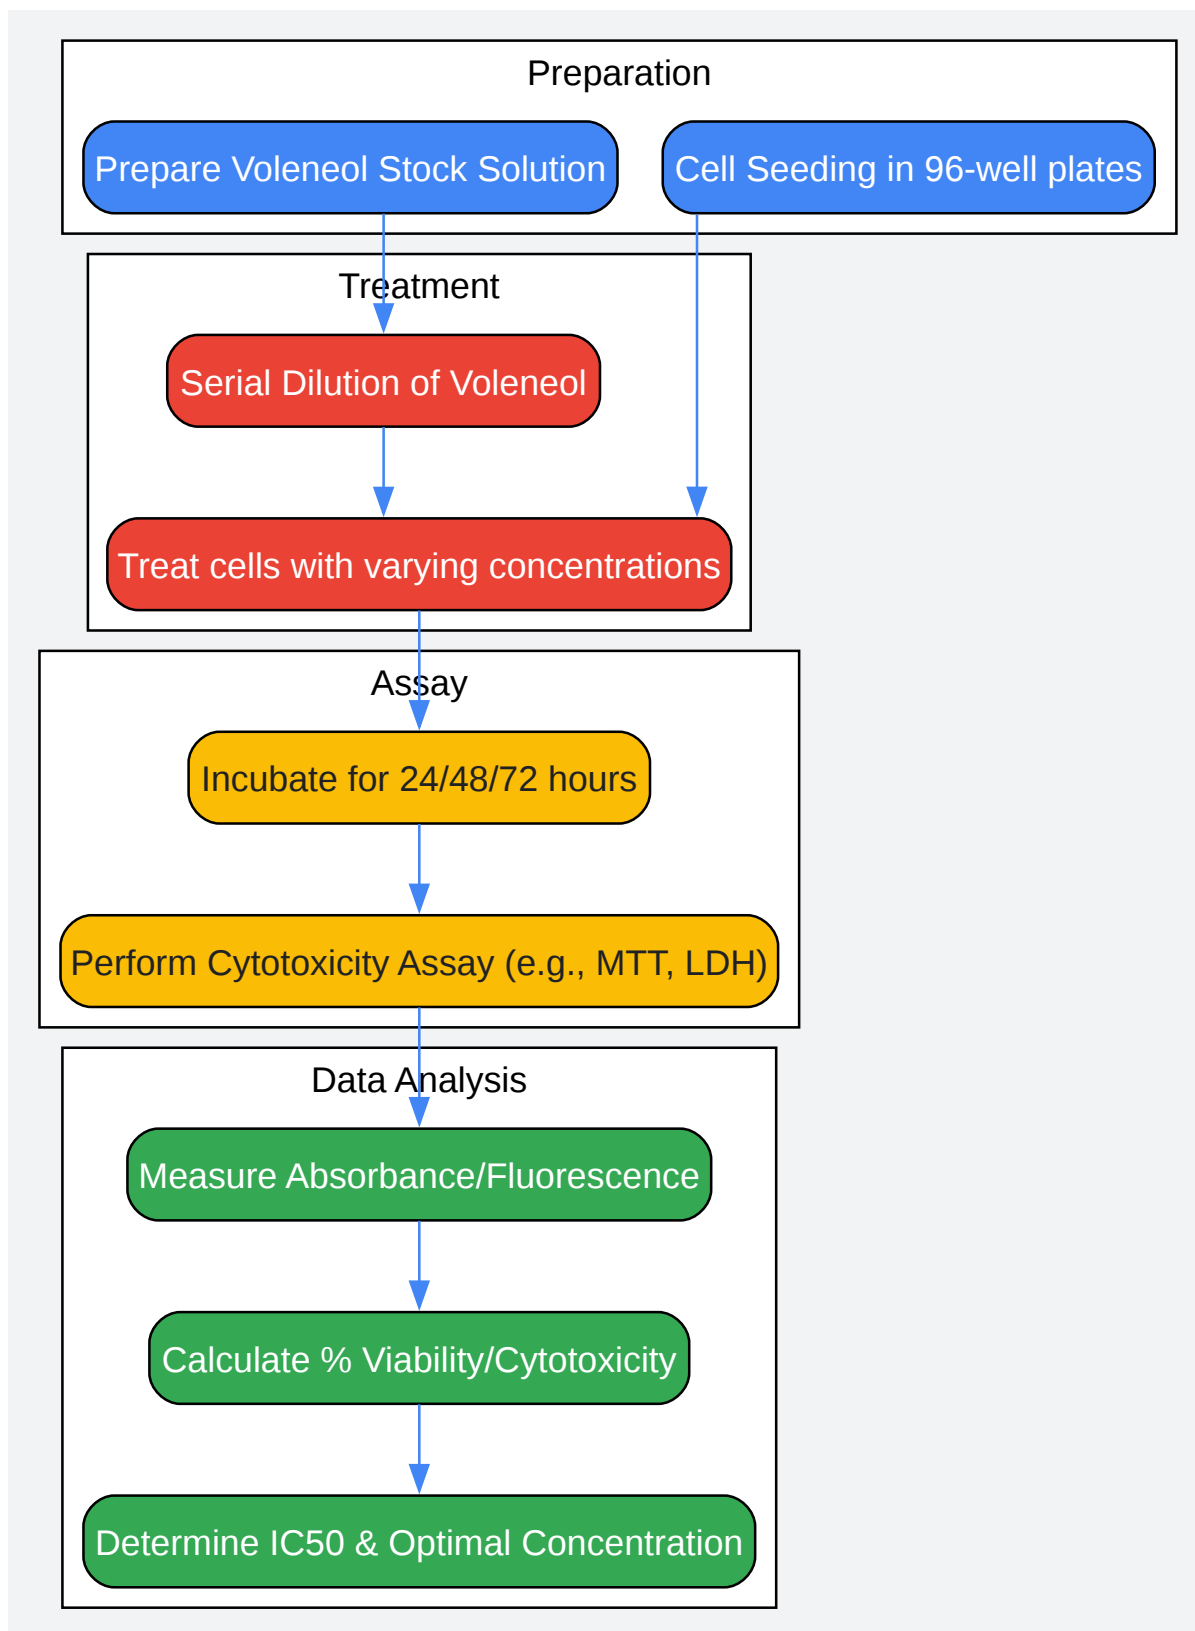 Preparation
Prepare Voleneol Stock Solution
Cell Seeding in 96-well plates
Treatment
Serial Dilution of Voleneol
Treat cells with varying concentrations
Assay
Incubate for 24/48/72 hours
Perform Cytotoxicity Assay (e.g., MTT, LDH)
Data Analysis
Measure Absorbance/Fluorescence
Calculate % Viability/Cytotoxicity
Determine IC50 & Optimal Concentration